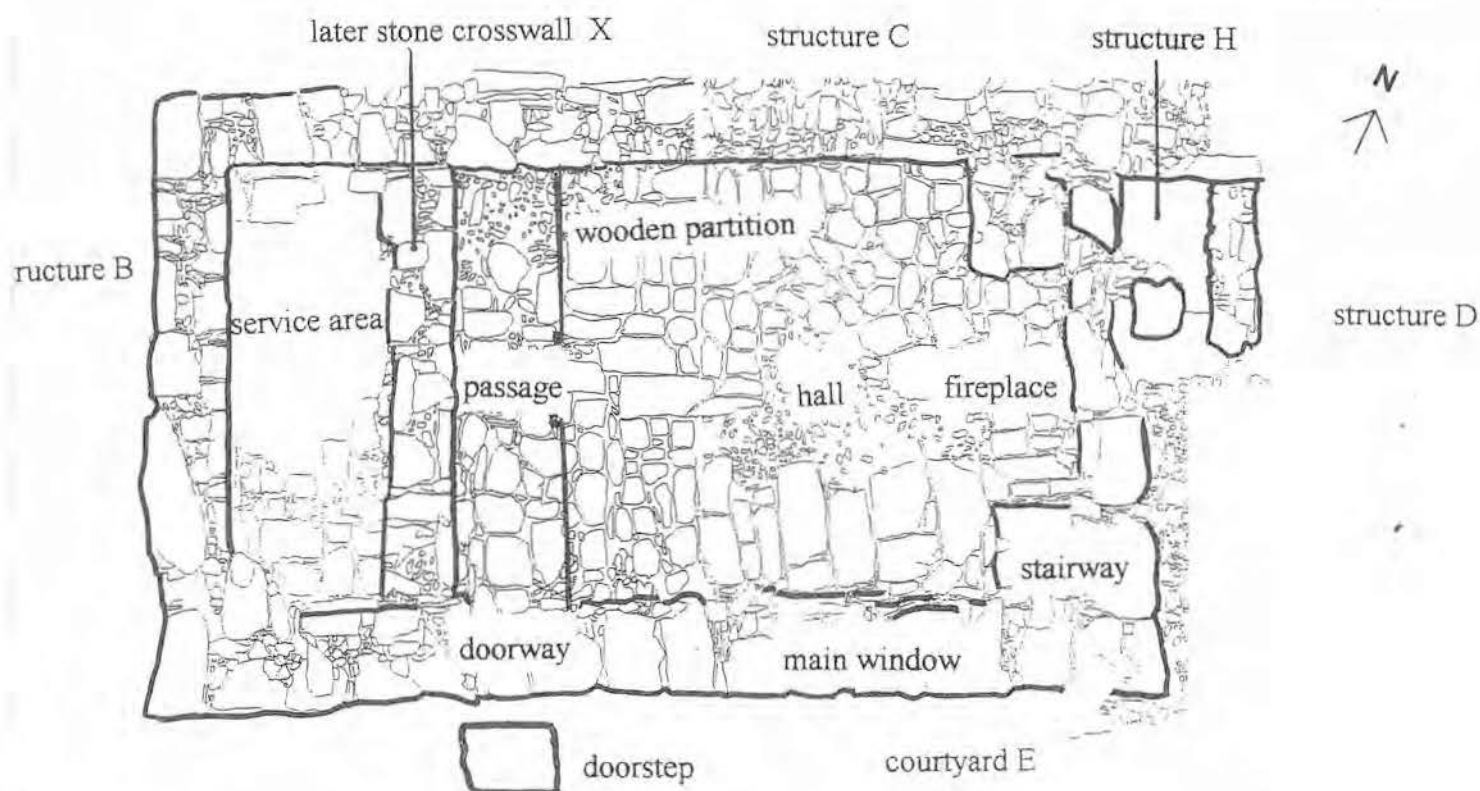 later stone crosswall X
structure C
structure H
N
wooden partition
ructure B
service area
structure D
passage
hall
fireplace
stairway
doorway
main window
doorstep
courtyard E